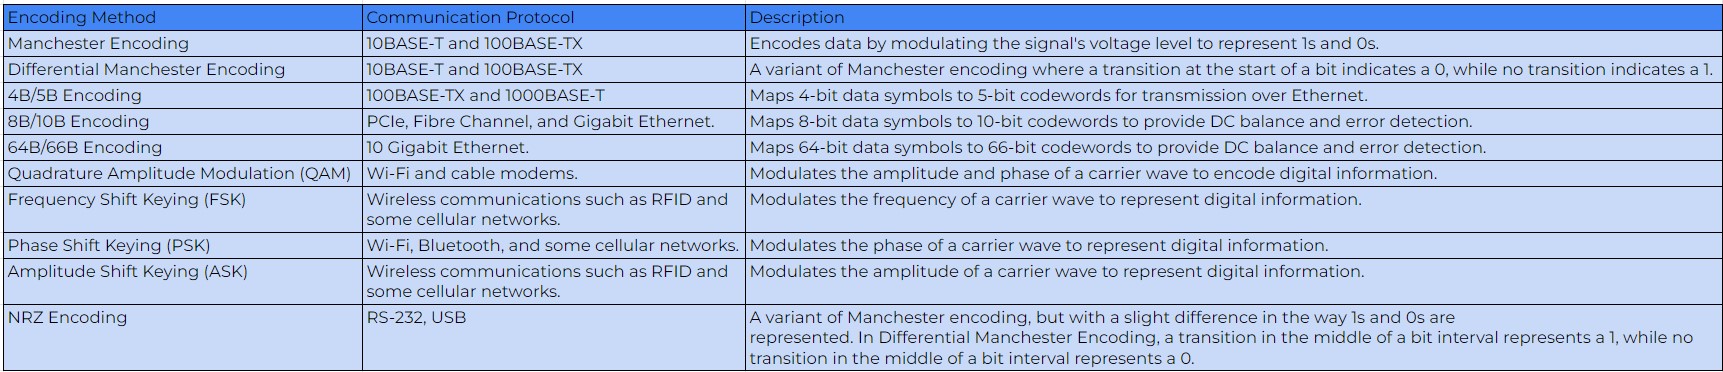 Encoding Method Communication Protocol Description
Manchester Encoding 10BASE-T and 100BASE-TX Encodes data by modulating the signal's voltage level to represent 1s and 0s.
Differential Manchester Encoding 10BASE-T and 100BASE-TX A variant of Manchester encoding where a transition at the start of a bit indicates a 0, while no transition indicates a 1.
4B/5B Encoding 100BASE-TX and 1000BASE-T Maps 4-bit data symbols to 5-bit codewords for transmission over Ethernet.
8B/10B Encoding PCIe, Fibre Channel, and Gigabit Ethernet. Maps 8-bit data symbols to 10-bit codewords to provide DC balance and error detection.
64B/66B Encoding 10 Gigabit Ethernet. Maps 64-bit data symbols to 66-bit codewords to provide DC balance and error detection.
Quadrature Amplitude Modulation (QAM) Wi-Fi and cable modems. Modulates the amplitude and phase of a carrier wave to encode digital information.
Frequency Shift Keying (FSK) Wireless communications such as RFID and Modulates the frequency of a carrier wave to represent digital information.
some cellular networks.
Phase Shift Keying (PSK) Wi-Fi, Bluetooth, and some cellular networks. Modulates the phase of a carrier wave to represent digital information.
Amplitude Shift Keying (ASK) Wireless communications such as RFID and Modulates the amplitude of a carrier wave to represent digital information.
some cellular networks.
NRZ Encoding RS-232, USB A variant of Manchester encoding, but with a slight difference in the way 1s and 0s are
represented. In Differential Manchester Encoding, a transition in the middle of a bit interval represents a 1, while no
transition in the middle of a bit interval represents a 0.